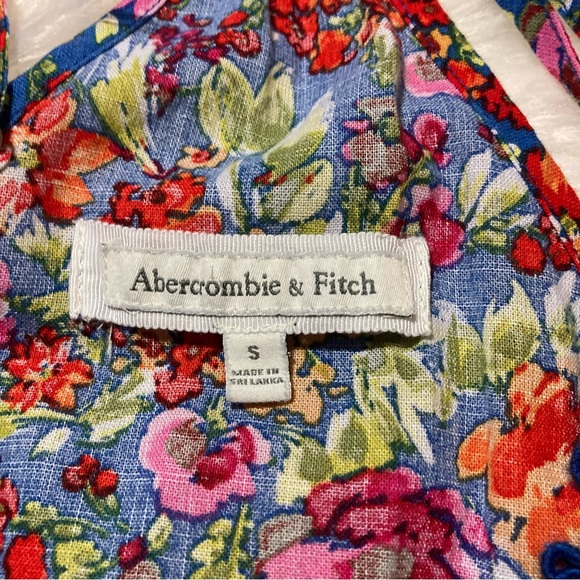 Abercrombie & Fitch
S
MADE IN
SRI LANKA